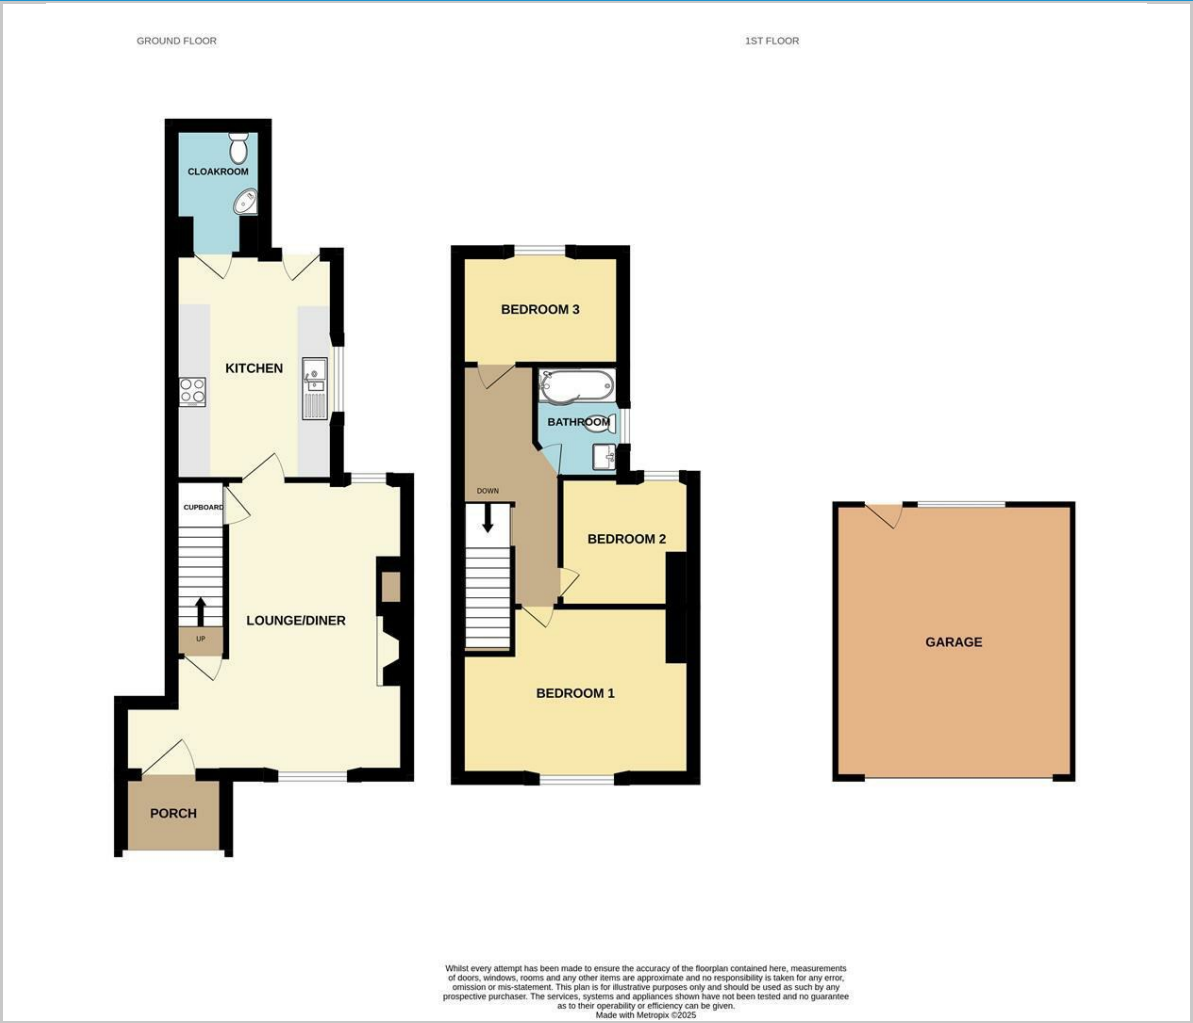 GROUND FLOOR
1ST FLOOR
CLOAKROOM
KITCHEN
CUPBOARD
LOUNGE/DINER
UP
PORCH
BEDROOM 3
BATHROOM
DOWN
BEDROOM 2
BEDROOM 1
GARAGE
Whilst every attempt has been made to ensure the accuracy of the floorplan contained here, measurements
of doors, windows, rooms and any other items are approximate and no responsibility is taken for any error,
omission or mis-statement. This plan is for illustrative purposes only and should be used as such by any
prospective purchaser. The services, systems and appliances shown have not been tested and no guarantee
as to their operability or efficiency can be given.
Made with Metropix ©2025